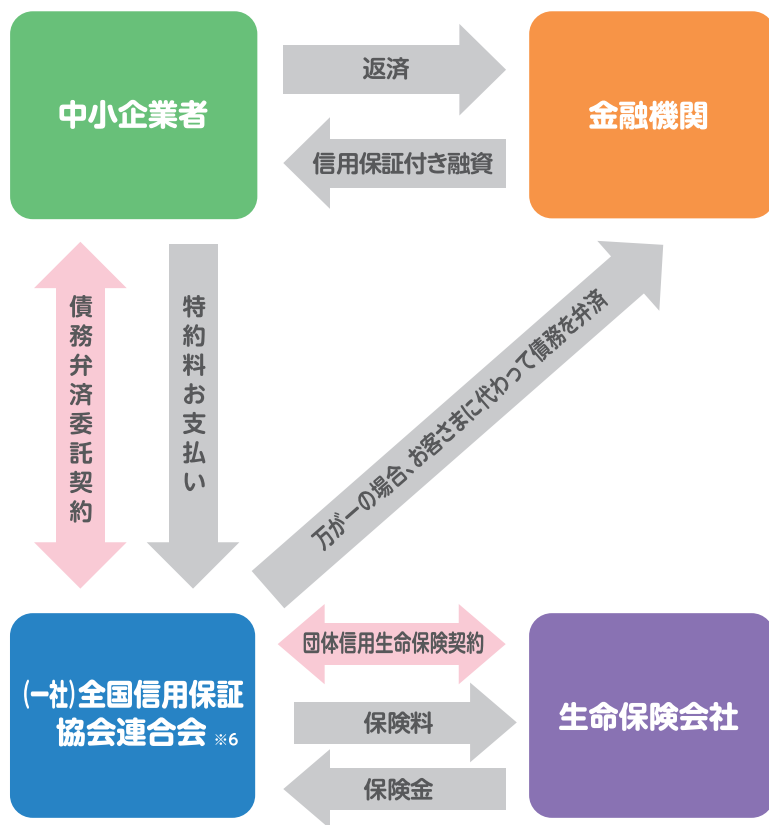 中小企業者
返済
信用保証付き融資
金融機関
債務弁済委託契約
特約料お支払い
万が一の場合、お客さまに代わって債務を弁済
(一社)全国信用保証
協会連合会 ※6
団体信用生命保険契約
保険料
保険金
生命保険会社